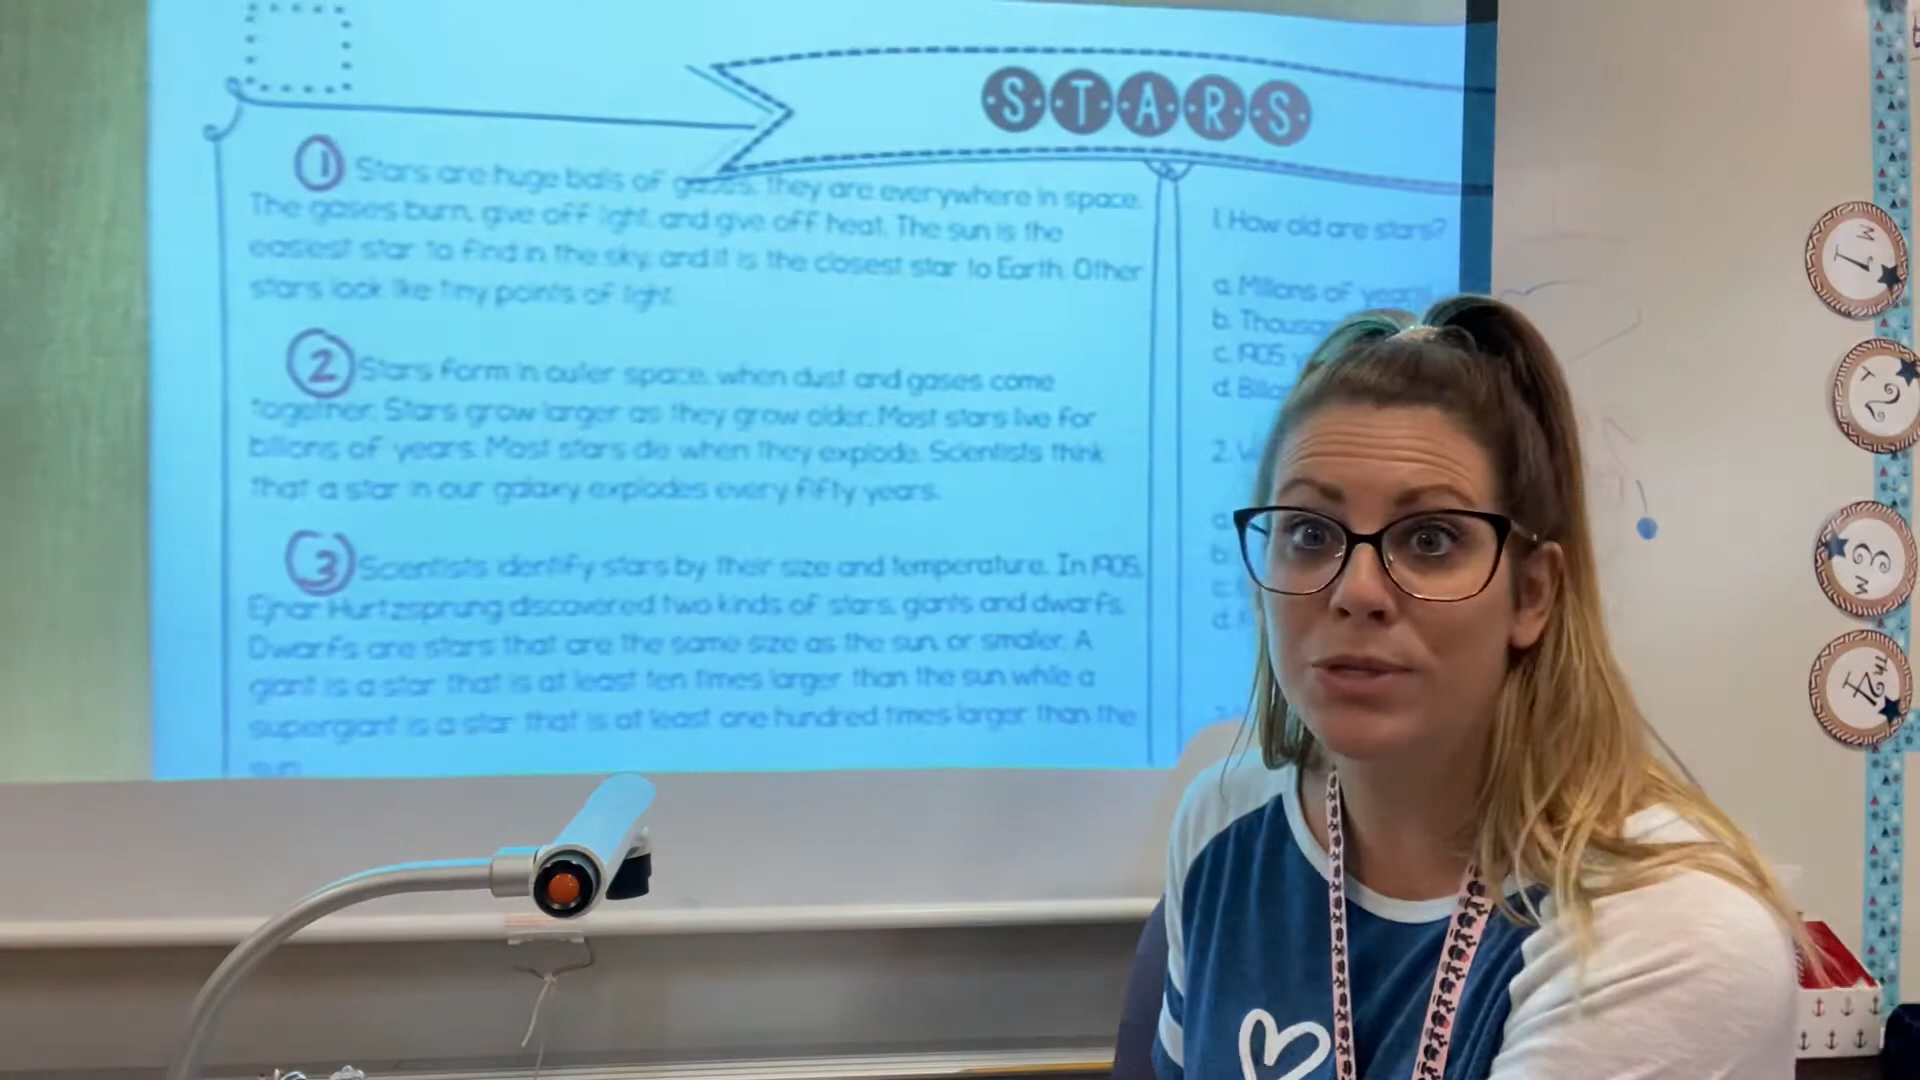 STARS
1 Stars are huge balls of gases. They are everywhere in space.
The gases burn, give off light, and give off heat. The sun is the
easiest star to find in the sky, and it is the closest star to Earth. Other
stars look like tiny points of light.
2 Stars form in outer space, when dust and gases come
together. Stars grow larger as they grow older. Most stars live for
billions of years. Most stars die when they explode. Scientists think
that a star in our galaxy explodes every fifty years.
3 Scientists identify stars by their size and temperature. In 1905,
Ejnar Hurtzsprung discovered two kinds of stars, giants and dwarfs.
Dwarfs are stars that are the same size as the sun, or smaller. A
giant is a star that is at least ten times larger than the sun while a
supergiant is a star that is at least one hundred times larger than the
sun.
1. How old are stars?
a. Millions of years
b.
c. 1905
d.
2.
a.
b.
c.
d.
M 1
T 2
W 3
Th 4